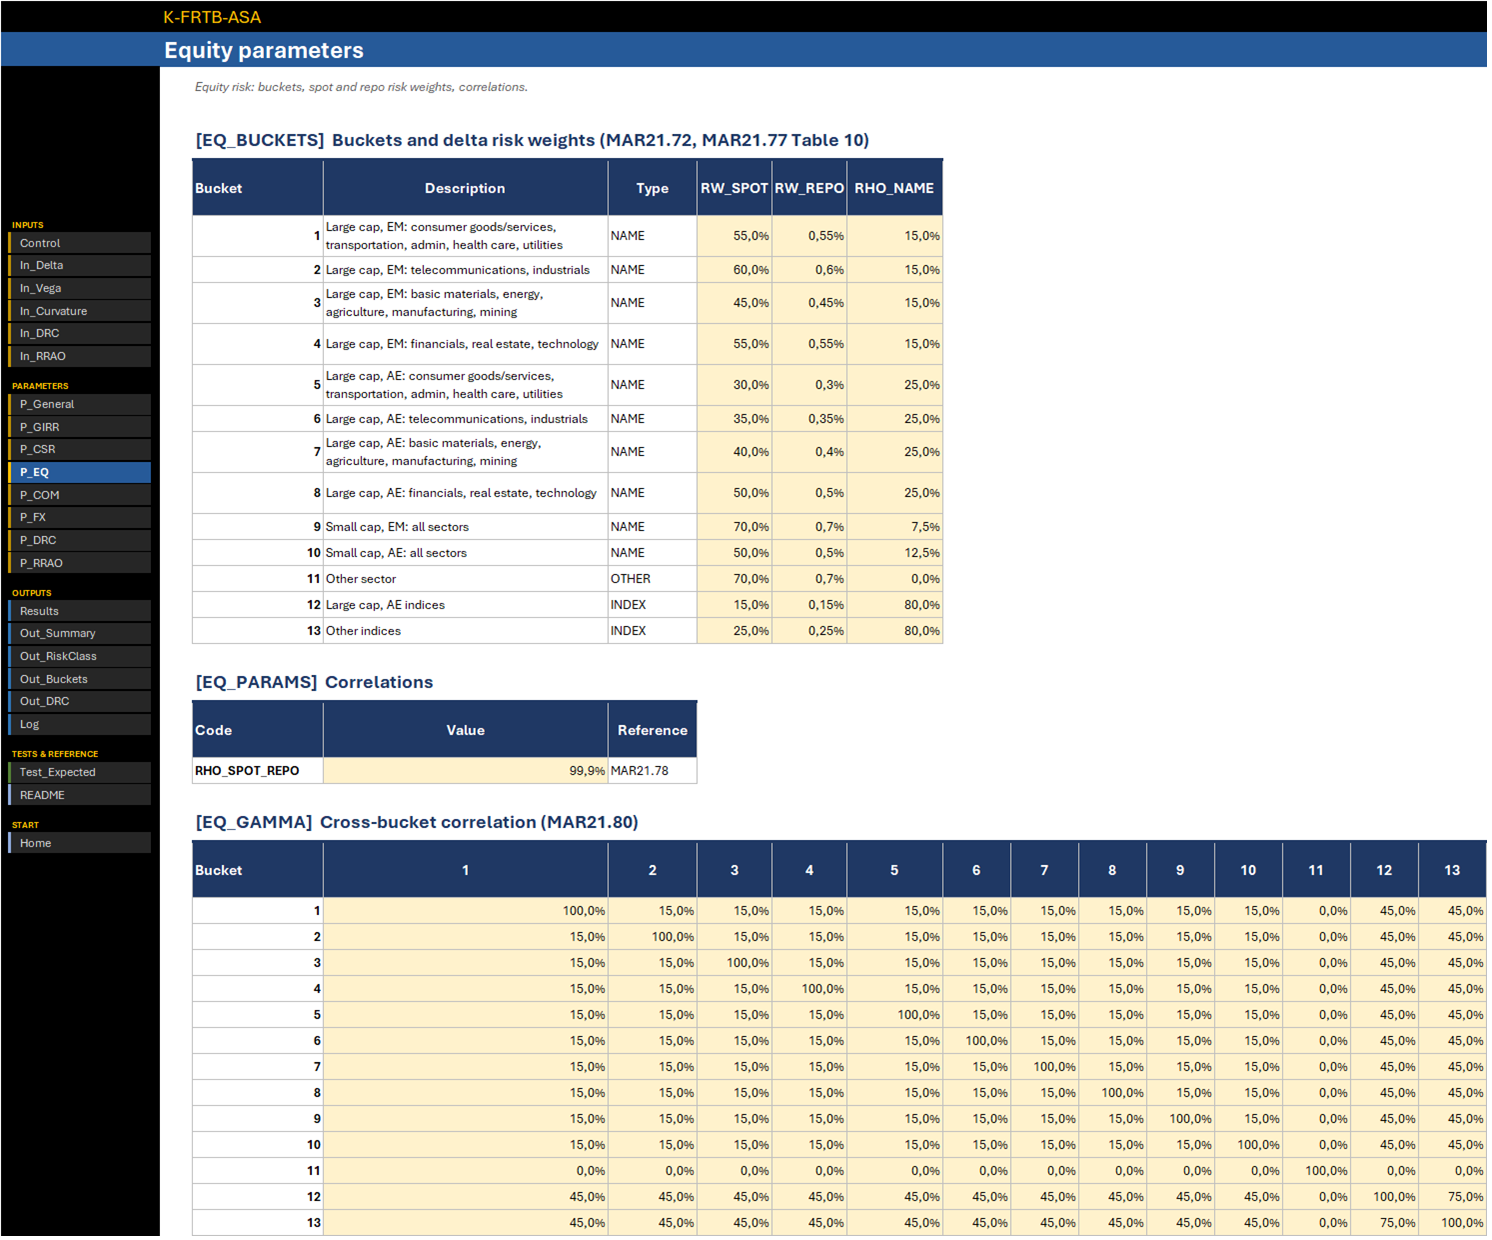 K-FRTB-ASA
Equity parameters
Equity risk: buckets, spot and repo risk weights, correlations.
INPUTS
Control
In_Delta
In_Vega
In_Curvature
In_DRC
In_RRAO
PARAMETERS
P_General
P_GIRR
P_CSR
P_EQ
P_COM
P_FX
P_DRC
P_RRAO
OUTPUTS
Results
Out_Summary
Out_RiskClass
Out_Buckets
Out_DRC
Log
TESTS & REFERENCE
Test_Expected
README
START
Home
[EQ_BUCKETS] Buckets and delta risk weights (MAR21.72, MAR21.77 Table 10)
Bucket Description Type RW_SPOT RW_REPO RHO_NAME
1 Large cap, EM: consumer goods/services,
transportation, admin, health care, utilities NAME 55,0% 0,55% 15,0%
2 Large cap, EM: telecommunications, industrials NAME 60,0% 0,6% 15,0%
3 Large cap, EM: basic materials, energy,
agriculture, manufacturing, mining NAME 45,0% 0,45% 15,0%
4 Large cap, EM: financials, real estate, technology NAME 55,0% 0,55% 15,0%
5 Large cap, AE: consumer goods/services,
transportation, admin, health care, utilities NAME 30,0% 0,3% 25,0%
6 Large cap, AE: telecommunications, industrials NAME 35,0% 0,35% 25,0%
7 Large cap, AE: basic materials, energy,
agriculture, manufacturing, mining NAME 40,0% 0,4% 25,0%
8 Large cap, AE: financials, real estate, technology NAME 50,0% 0,5% 25,0%
9 Small cap, EM: all sectors NAME 70,0% 0,7% 7,5%
10 Small cap, AE: all sectors NAME 50,0% 0,5% 12,5%
11 Other sector OTHER 70,0% 0,7% 0,0%
12 Large cap, AE indices INDEX 15,0% 0,15% 80,0%
13 Other indices INDEX 25,0% 0,25% 80,0%
[EQ_PARAMS] Correlations
Code Value Reference
RHO_SPOT_REPO 99,9% MAR21.78
[EQ_GAMMA] Cross-bucket correlation (MAR21.80)
Bucket 1 2 3 4 5 6 7 8 9 10 11 12 13
1 100,0% 15,0% 15,0% 15,0% 15,0% 15,0% 15,0% 15,0% 15,0% 15,0% 0,0% 45,0% 45,0%
2 15,0% 100,0% 15,0% 15,0% 15,0% 15,0% 15,0% 15,0% 15,0% 15,0% 0,0% 45,0% 45,0%
3 15,0% 15,0% 100,0% 15,0% 15,0% 15,0% 15,0% 15,0% 15,0% 15,0% 0,0% 45,0% 45,0%
4 15,0% 15,0% 15,0% 100,0% 15,0% 15,0% 15,0% 15,0% 15,0% 15,0% 0,0% 45,0% 45,0%
5 15,0% 15,0% 15,0% 15,0% 100,0% 15,0% 15,0% 15,0% 15,0% 15,0% 0,0% 45,0% 45,0%
6 15,0% 15,0% 15,0% 15,0% 15,0% 100,0% 15,0% 15,0% 15,0% 15,0% 0,0% 45,0% 45,0%
7 15,0% 15,0% 15,0% 15,0% 15,0% 15,0% 100,0% 15,0% 15,0% 15,0% 0,0% 45,0% 45,0%
8 15,0% 15,0% 15,0% 15,0% 15,0% 15,0% 15,0% 100,0% 15,0% 15,0% 0,0% 45,0% 45,0%
9 15,0% 15,0% 15,0% 15,0% 15,0% 15,0% 15,0% 15,0% 100,0% 15,0% 0,0% 45,0% 45,0%
10 15,0% 15,0% 15,0% 15,0% 15,0% 15,0% 15,0% 15,0% 15,0% 100,0% 0,0% 45,0% 45,0%
11 0,0% 0,0% 0,0% 0,0% 0,0% 0,0% 0,0% 0,0% 0,0% 0,0% 100,0% 0,0% 0,0%
12 45,0% 45,0% 45,0% 45,0% 45,0% 45,0% 45,0% 45,0% 45,0% 45,0% 0,0% 100,0% 75,0%
13 45,0% 45,0% 45,0% 45,0% 45,0% 45,0% 45,0% 45,0% 45,0% 45,0% 0,0% 75,0% 100,0%